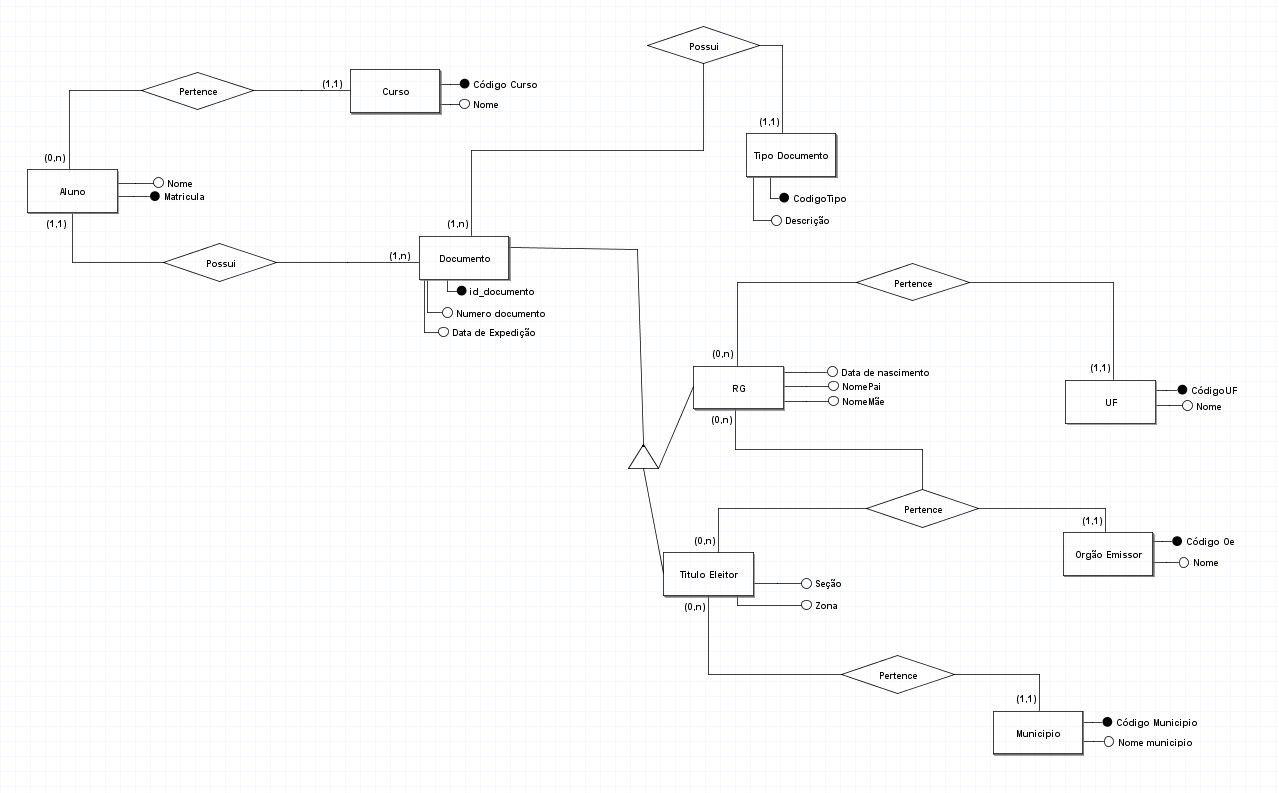 Possui
Pertence
(1,1)
Curso
Código Curso
Nome
(0,n)
Aluno
Nome
Matricula
(1,1)
Possui
(1,n)
(1,n)
Documento
id_documento
Numero documento
Data de Expedição
(1,1)
Tipo Documento
CodigoTipo
Descrição
Pertence
(0,n)
RG
Data de nascimento
NomePai
NomeMãe
(0,n)
(1,1)
UF
CódigoUF
Nome
Pertence
(0,n)
Titulo Eleitor
Seção
Zona
(0,n)
(1,1)
Orgão Emissor
Código Oe
Nome
Pertence
(1,1)
Municipio
Código Municipio
Nome municipio